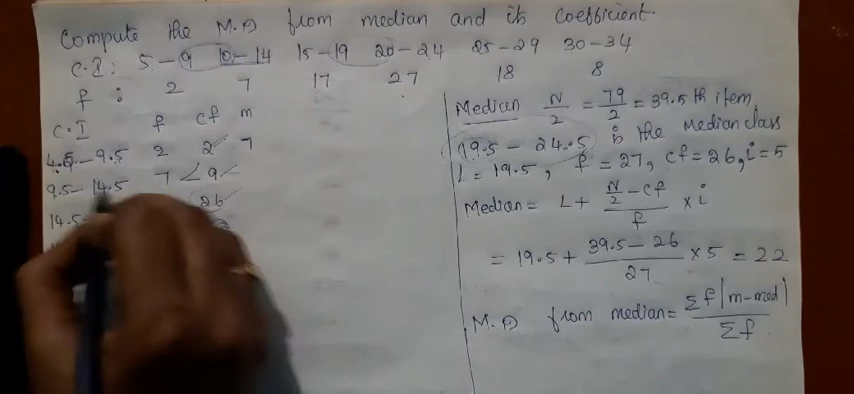 Compute the M.D from median and its coefficient
C.I: 5-9 10-14 15-19 20-24 25-29 30-34
f : 2 7 17 27 18 8
C.I f cf m
4.5-9.5 2 2 7
9.5-14.5 7 9
14.5- 26
Median N/2 = 79/2 = 39.5th item
19.5 - 24.5 is the Median class
L = 19.5, f = 27, cf = 26, i = 5
Median = L + (N/2 - cf)/f × i
= 19.5 + (39.5 - 26)/27 × 5 = 22
M.D from median = Σf|m-med|/Σf